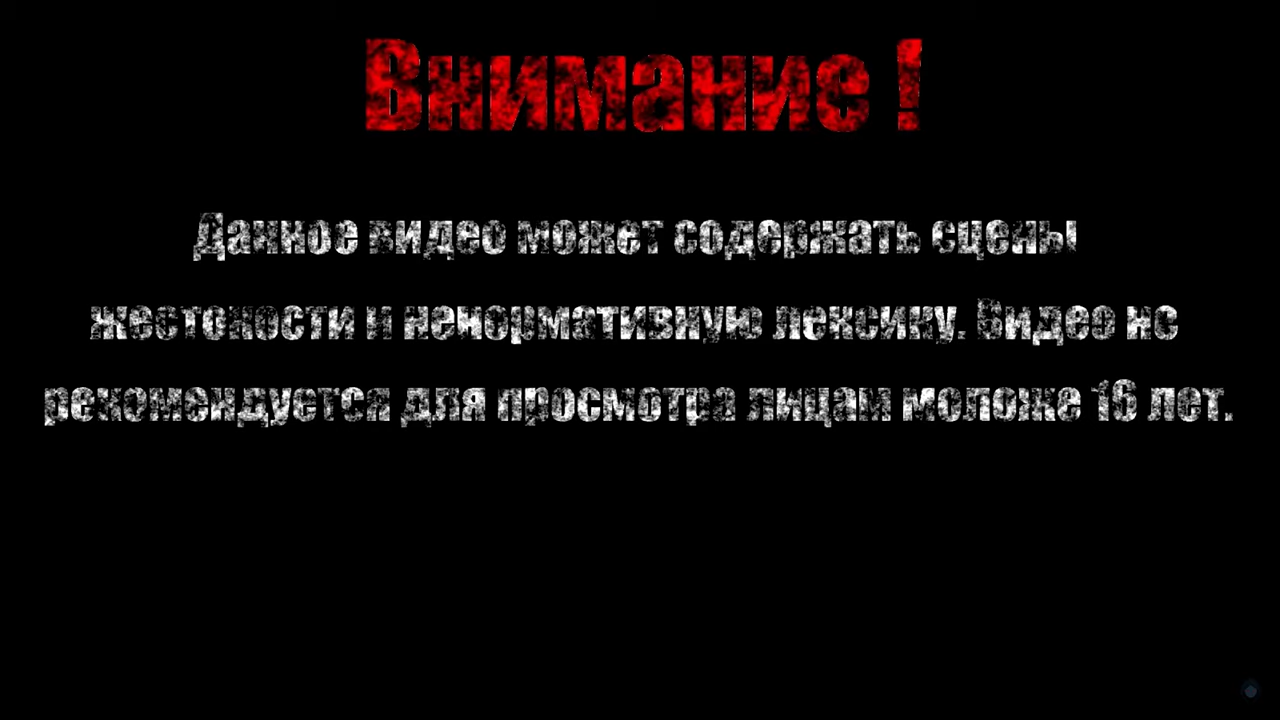 Внимание !
Данное видео может содержать сцены
жестокости и ненормативную лексику. Видео не
рекомендуется для просмотра лицам моложе 16 лет.